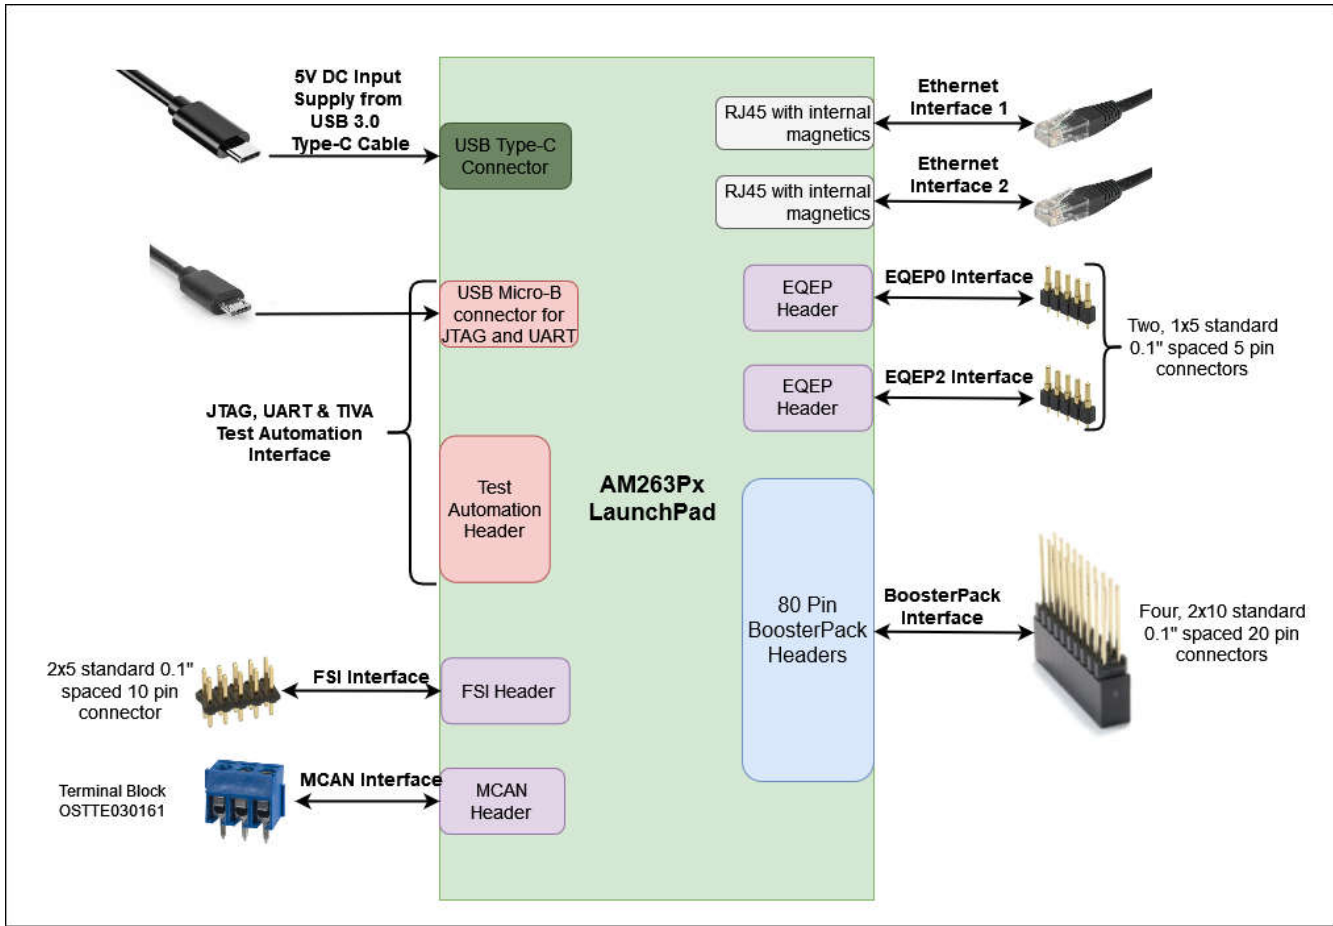 5V DC Input
Supply from
USB 3.0
Type-C Cable
USB Type-C
Connector
RJ45 with internal
magnetics
Ethernet
Interface 1
RJ45 with internal
magnetics
Ethernet
Interface 2
USB Micro-B
connector for
JTAG and UART
EQEP
Header
EQEP0 Interface
Two, 1x5 standard
0.1" spaced 5 pin
connectors
EQEP
Header
EQEP2 Interface
JTAG, UART & TIVA
Test Automation
Interface
Test
Automation
Header
AM263Px
LaunchPad
80 Pin
BoosterPack
Headers
BoosterPack
Interface
Four, 2x10 standard
0.1" spaced 20 pin
connectors
2x5 standard 0.1"
spaced 10 pin
connector
FSI Interface
FSI Header
Terminal Block
OSTTE030161
MCAN Interface
MCAN
Header